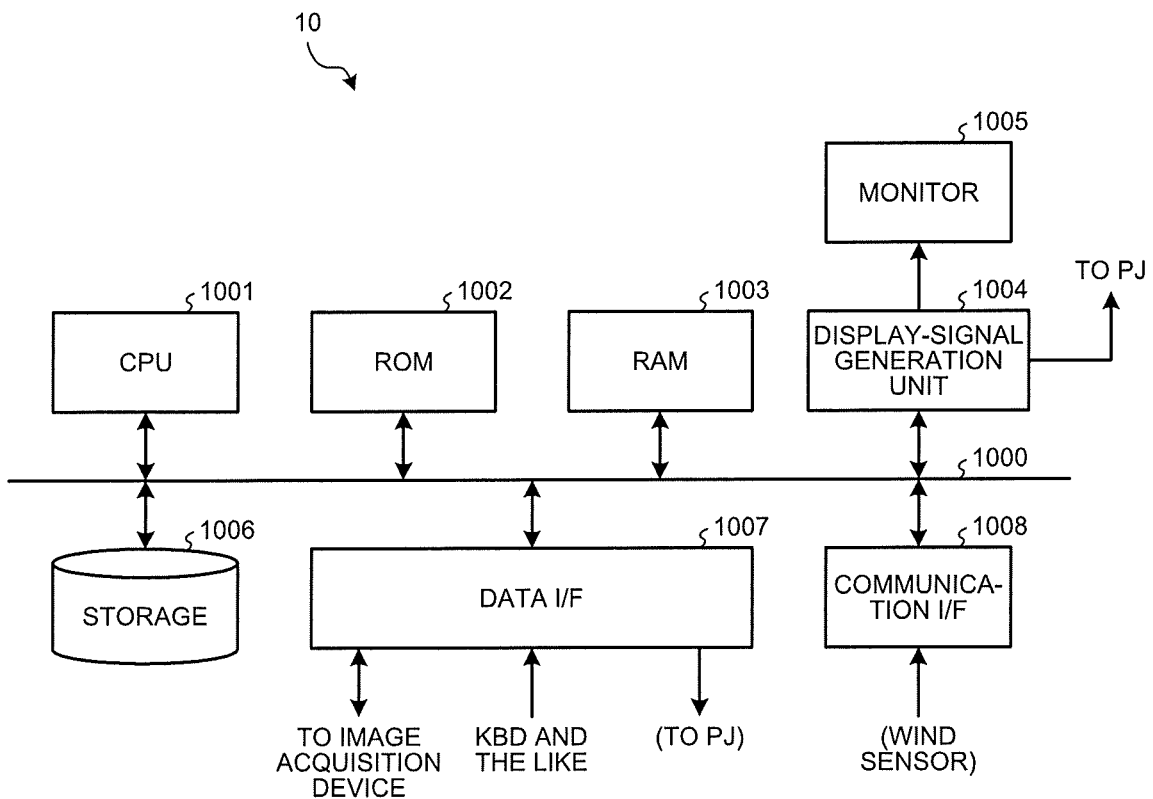 10
1005
MONITOR
TO PJ
1001
1002
1003
1004
CPU
ROM
RAM
DISPLAY-SIGNAL
GENERATION
UNIT
1000
1006
1007
1008
STORAGE
DATA I/F
COMMUNICA-
TION I/F
TO IMAGE
ACQUISITION
DEVICE
KBD AND
THE LIKE
(TO PJ)
(WIND
SENSOR)